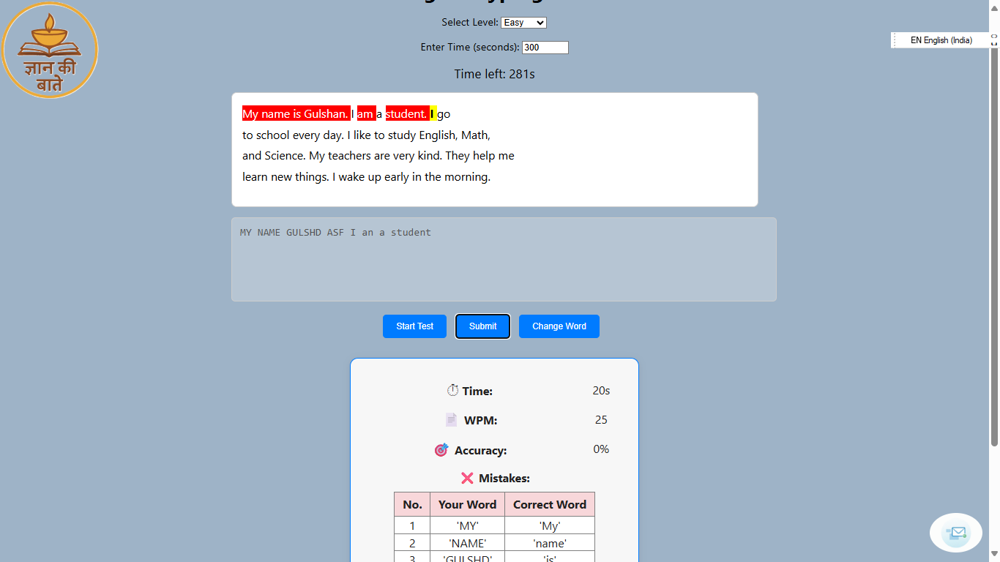 Select Level: Easy
EN English (India)
Enter Time (seconds): 300
Time left: 281s
ज्ञान की
बाते
My name is Gulshan. I am a student. I go
to school every day. I like to study English, Math,
and Science. My teachers are very kind. They help me
learn new things. I wake up early in the morning.
MY NAME GULSHD ASF I an a student
Start Test Submit Change Word
Time: 20s
WPM: 25
Accuracy: 0%
Mistakes:
No. Your Word Correct Word
1 'MY' 'My'
2 'NAME' 'name'
3 'GULSHD' 'is'